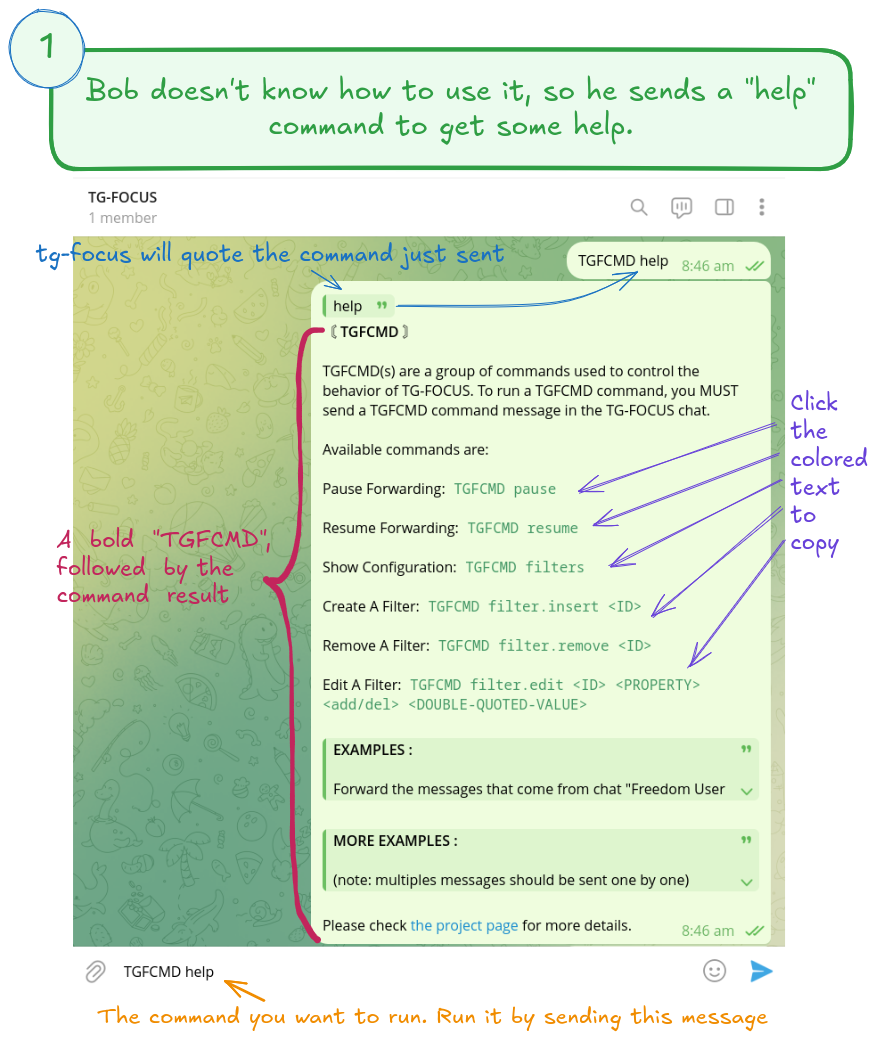 1
Bob doesn't know how to use it, so he sends a "help"
command to get some help.
TG-FOCUS
1 member
tg-focus will quote the command just sent
TGFCMD help
8:46 am
help
〖 TGFCMD 〗
TGFCMD(s) are a group of commands used to control the
behavior of TG-FOCUS. To run a TGFCMD command, you MUST
send a TGFCMD command message in the TG-FOCUS chat.
Available commands are:
Pause Forwarding: TGFCMD pause
Resume Forwarding: TGFCMD resume
Show Configuration: TGFCMD filters
Create A Filter: TGFCMD filter.insert <ID>
Remove A Filter: TGFCMD filter.remove <ID>
Edit A Filter: TGFCMD filter.edit <ID> <PROPERTY>
<add/del> <DOUBLE-QUOTED-VALUE>
EXAMPLES :
Forward the messages that come from chat "Freedom User
MORE EXAMPLES :
(note: multiples messages should be sent one by one)
Please check the project page for more details.
8:46 am
Click
the
colored
text
to
copy
A bold "TGFCMD",
followed by the
command result
TGFCMD help
The command you want to run. Run it by sending this message